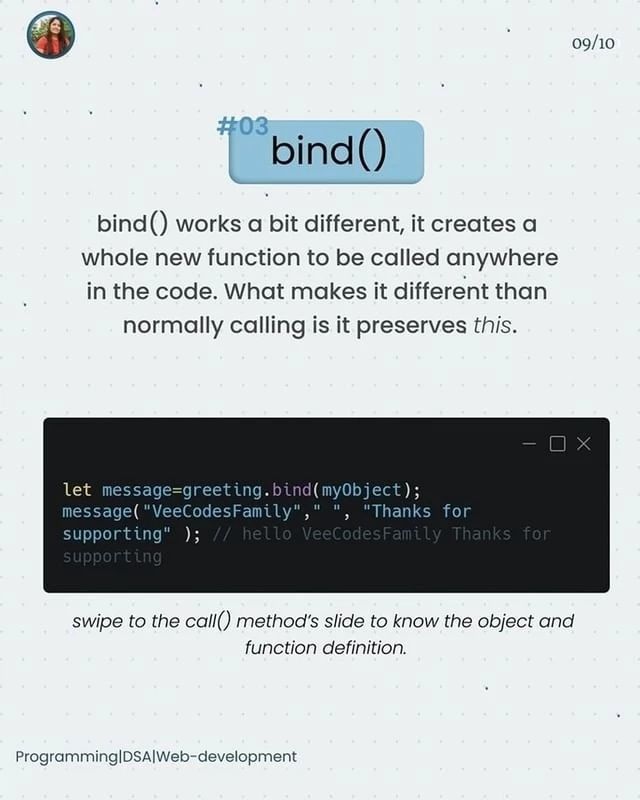 09/10
#03
bind()
bind() works a bit different, it creates a
whole new function to be called anywhere
in the code. What makes it different than
normally calling is it preserves this.
let message=greeting.bind(myObject);
message("VeeCodesFamily"," ", "Thanks for
supporting" ); // hello VeeCodesFamily Thanks for
supporting
swipe to the call() method's slide to know the object and
function definition.
Programming|DSA|Web-development